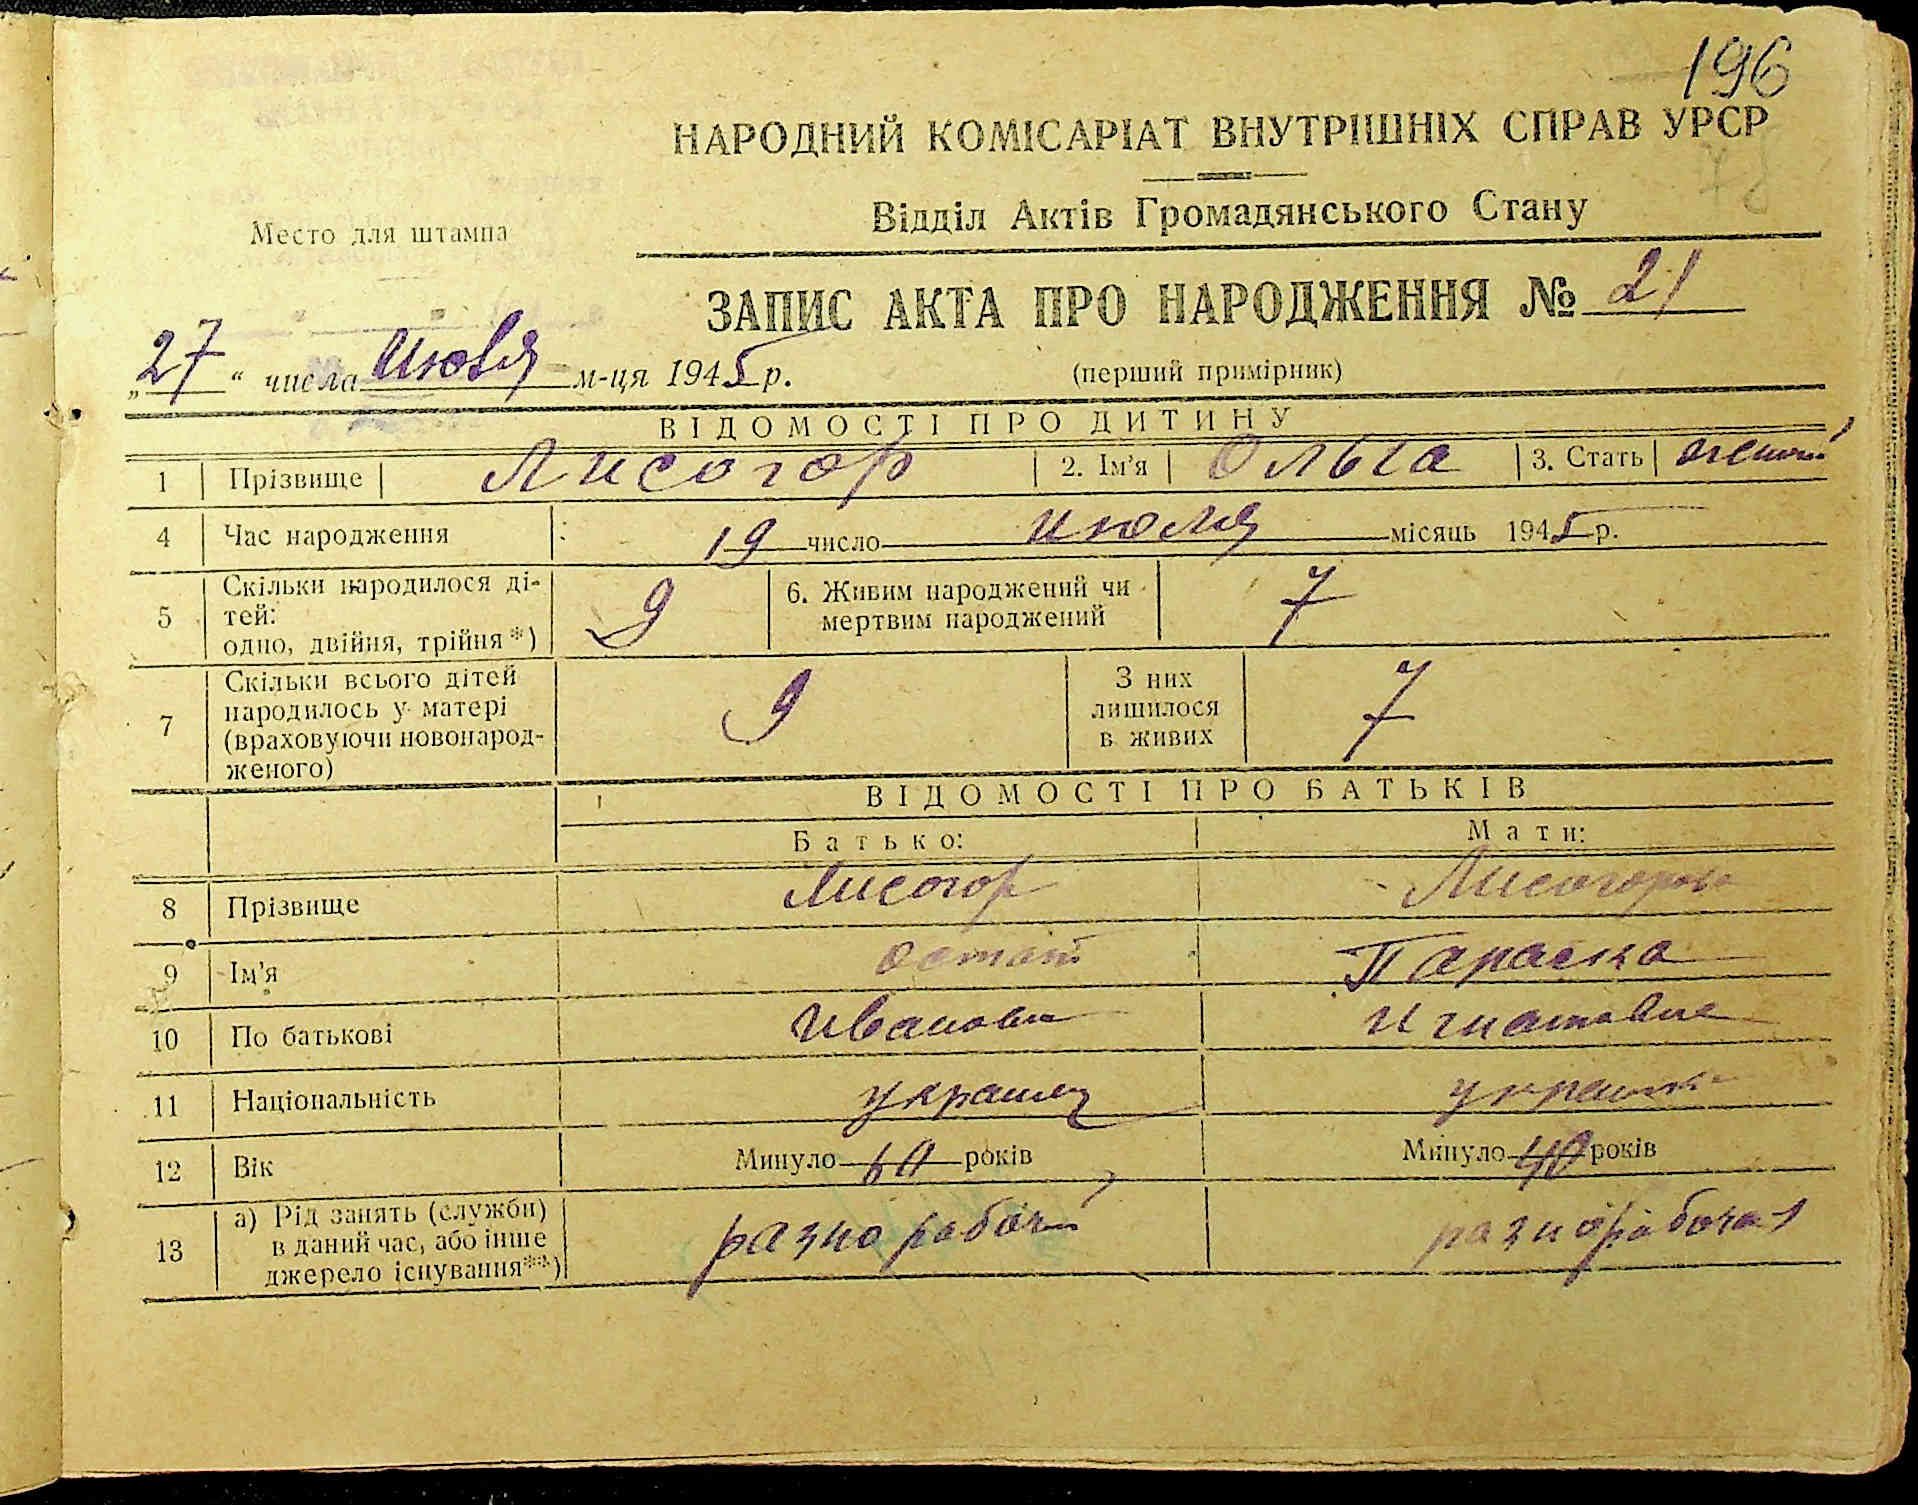 196
НАРОДНИЙ КОМІСАРІАТ ВНУТРІШНІХ СПРАВ УРСР
Відділ Актів Громадянського Стану
Место для штампа
ЗАПИС АКТА ПРО НАРОДЖЕННЯ № 21
„27“ числа м-ця 1945 р.
(перший примірник)
ВІДОМОСТІ ПРО ДИТИНУ
1 Прізвище Лисогор 2. Ім'я Ольга 3. Стать
4 Час народження 19 число июля місяць 1945 р.
5 Скільки народилося ді-
тей:
одно, двійня, трійня*) 9 6. Живим народжений чи
мертвим народжений 7
7 Скільки всього дітей
народилось у матері
(враховуючи новонарод-
женого) 9 З них
лишилося
в живих 7
ВІДОМОСТІ ПРО БАТЬКІВ
Батько: Мати:
8 Прізвище Лисогор Лисогорова
9 Ім'я Остап Параска
10 По батькові Иванович Игнатовна
11 Національність украинец украинка
12 Вік Минуло 60 років Минуло 40 років
13 а) Рід занять (служби)
в даний час, або інше
джерело існування**) разнорабочий разнорабочая